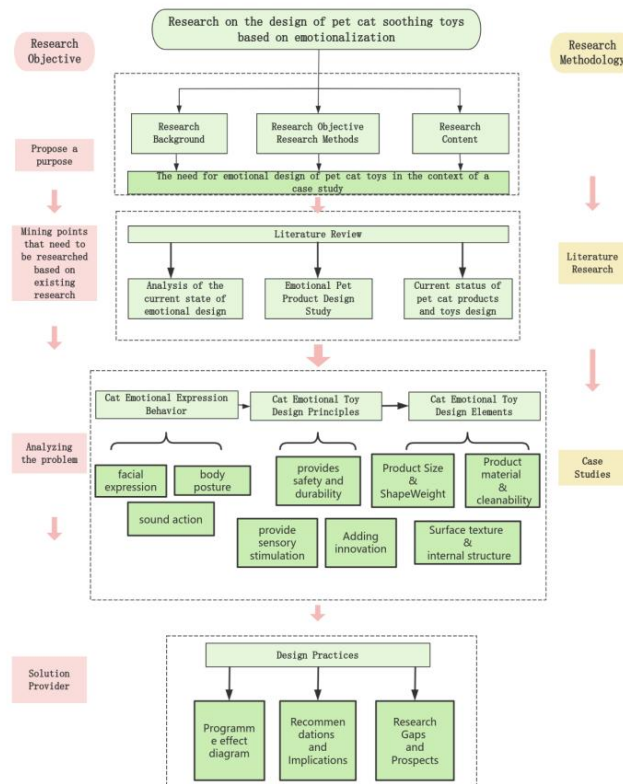 Research on the design of pet cat soothing toys
based on emotionalization
Research
Objective
Research
Methodology
Research
Background
Research Objective
Research Methods
Research
Content
Propose a
purpose
The need for emotional design of pet cat toys in the context of a
case study
Mining points
that need to
be researched
based on
existing
research
Literature Review
Literature
Research
Analysis of the
current state of
emotional design
Emotional Pet
Product Design
Study
Current status of
pet cat products
and toys design
Cat Emotional Expression
Behavior
Cat Emotional Toy
Design Principles
Cat Emotional Toy
Design Elements
Analyzing
the problem
facial
expression
body
posture
sound action
provides
safety and
durability
provide
sensory
stimulation
Adding
innovation
Product Size
&
ShapeWeight
Product
material
&
cleanability
Surface texture
&
internal structure
Case
Studies
Solution
Provider
Design Practices
Programm
e effect
diagram
Recommen
dations
and
Implications
Research
Gaps
and
Prospects